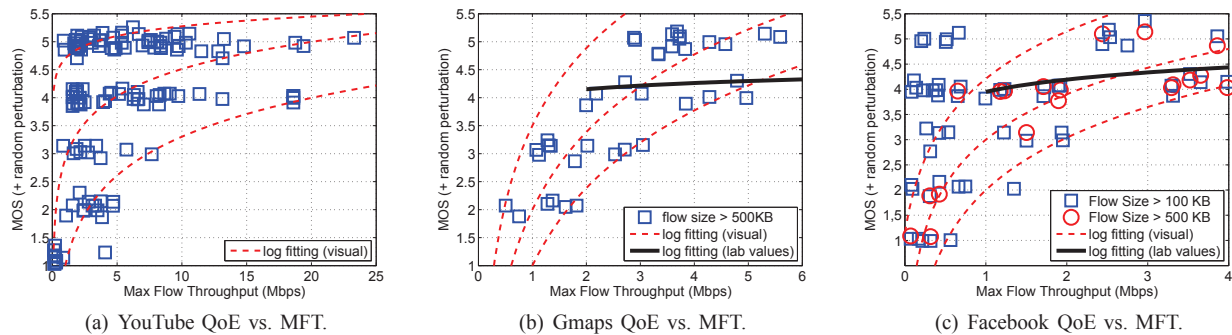 5.5
5
4.5
4
3.5
3
2.5
2
1.5
1
0 5 10 15 20 25
MOS (+ random perturbation)
Max Flow Throughput (Mbps)
log fitting (visual)
(a) YouTube QoE vs. MFT.
5.5
5
4.5
4
3.5
3
2.5
2
1.5
1
0 1 2 3 4 5 6
MOS (+ random perturbation)
Max Flow Throughput (Mbps)
flow size > 500KB
log fitting (visual)
log fitting (lab values)
(b) Gmaps QoE vs. MFT.
5.5
5
4.5
4
3.5
3
2.5
2
1.5
1
0 1 2 3 4
MOS (+ random perturbation)
Max Flow Throughput (Mbps)
Flow Size > 100 KB
Flow Size > 500 KB
log fitting (visual)
log fitting (lab values)
(c) Facebook QoE vs. MFT.